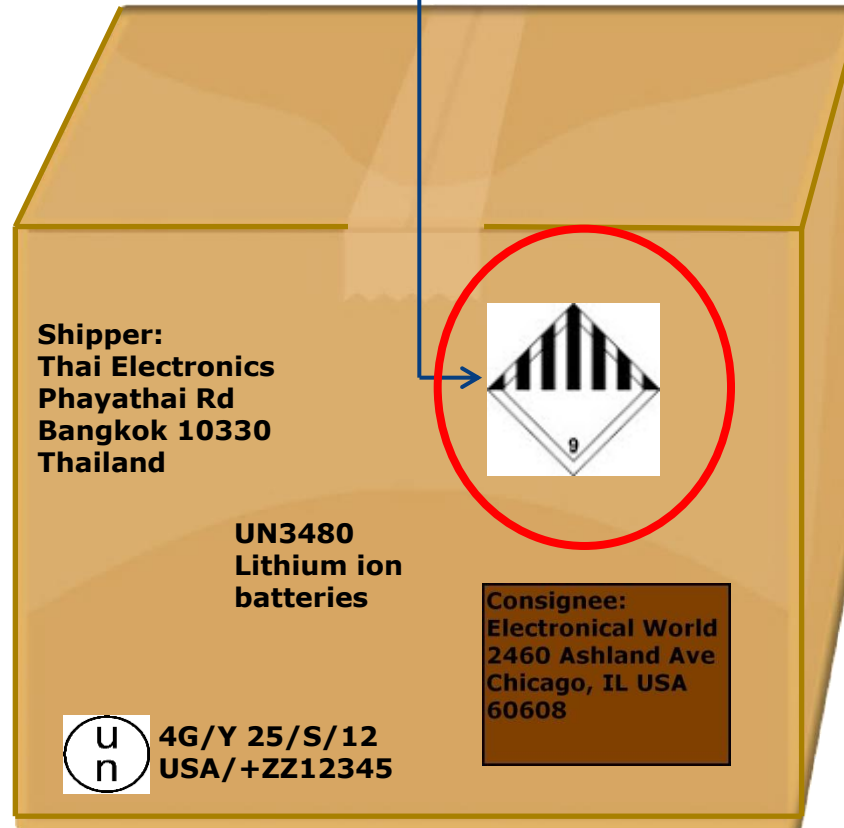 Shipper:
Thai Electronics
Phayathai Rd
Bangkok 10330
Thailand
9
UN3480
Lithium ion
batteries
Consignee:
Electronical World
2460 Ashland Ave
Chicago, IL USA
60608
u
n
4G/Y 25/S/12
USA/+ZZ12345